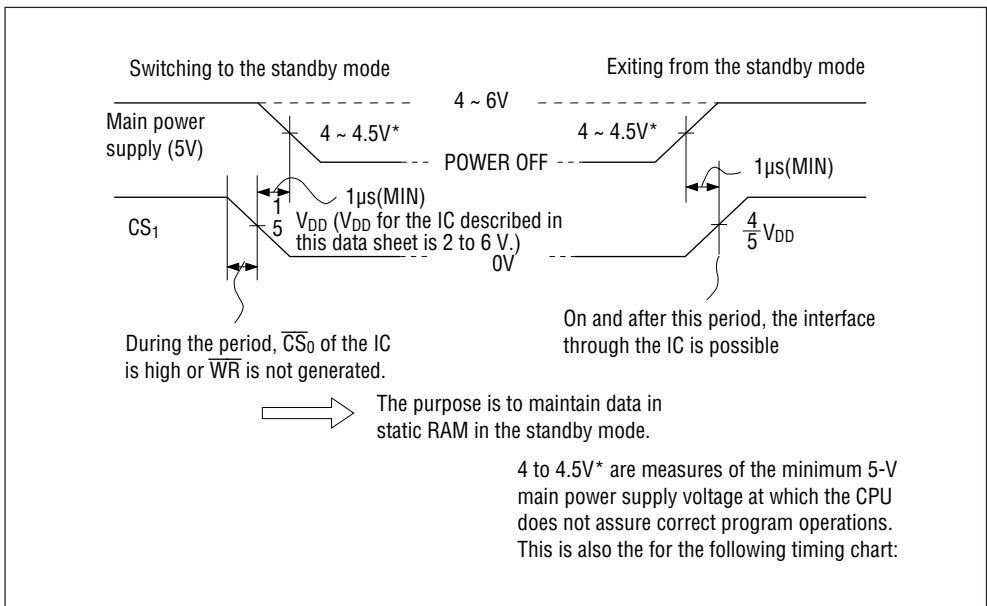 Switching to the standby mode
Exiting from the standby mode
4 ~ 6V
Main power
supply (5V)
4 ~ 4.5V*
4 ~ 4.5V*
POWER OFF
1µs(MIN)
1µs(MIN)
CS1
1
5
VDD (VDD for the IC described in
this data sheet is 2 to 6 V.)
0V
4
5
VDD
During the period, C̅S̅0 of the IC
is high or W̅R̅ is not generated.
On and after this period, the interface
through the IC is possible
The purpose is to maintain data in
static RAM in the standby mode.
4 to 4.5V* are measures of the minimum 5-V
main power supply voltage at which the CPU
does not assure correct program operations.
This is also the for the following timing chart: